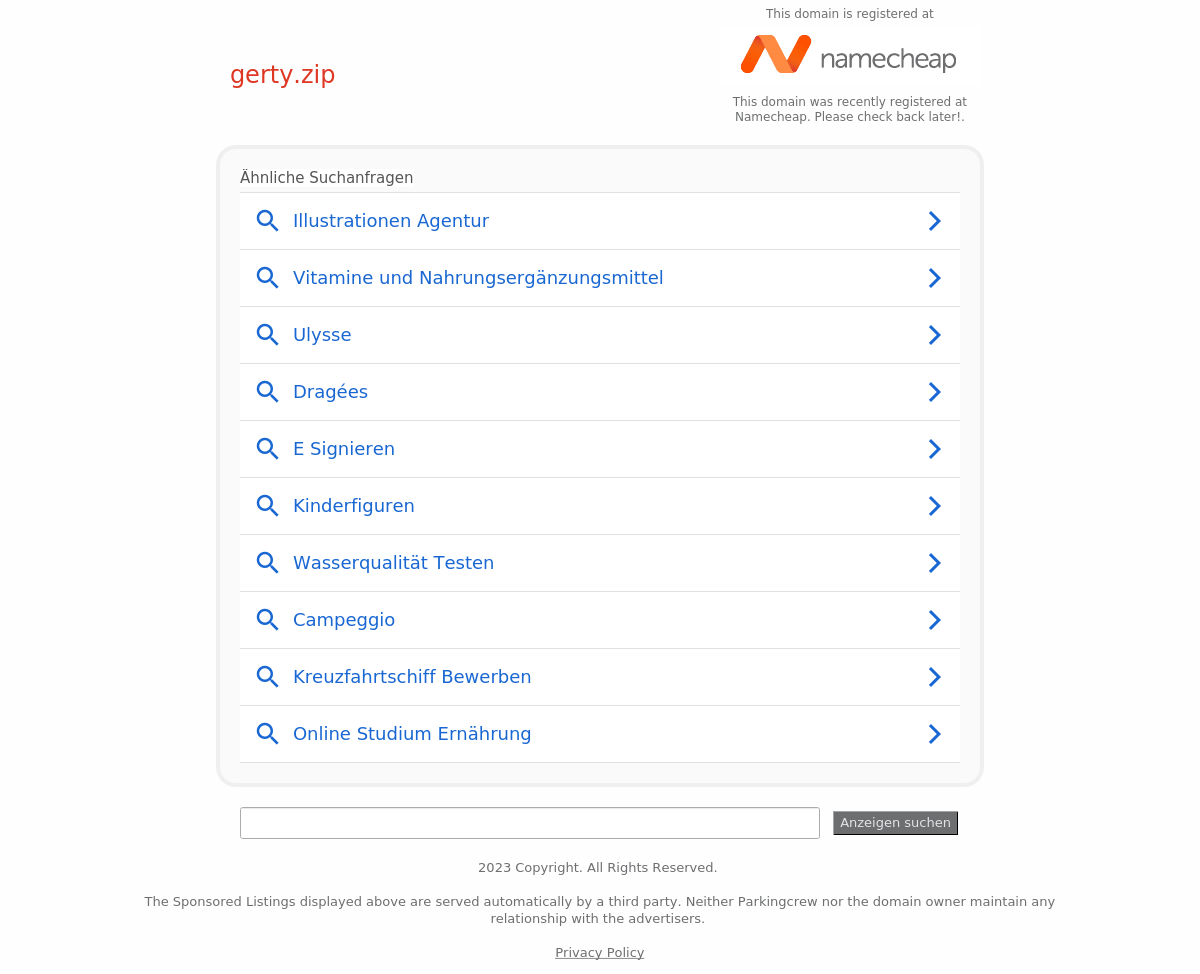 This domain is registered at
namecheap
gerty.zip
This domain was recently registered at
Namecheap. Please check back later!.
Ähnliche Suchanfragen
Illustrationen Agentur
Vitamine und Nahrungsergänzungsmittel
Ulysse
Dragées
E Signieren
Kinderfiguren
Wasserqualität Testen
Campeggio
Kreuzfahrtschiff Bewerben
Online Studium Ernährung
Anzeigen suchen
2023 Copyright. All Rights Reserved.
The Sponsored Listings displayed above are served automatically by a third party. Neither Parkingcrew nor the domain owner maintain any
relationship with the advertisers.
Privacy Policy